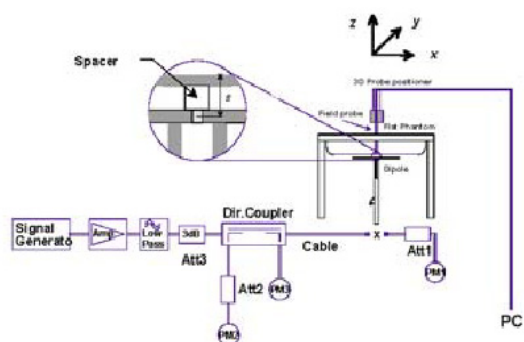 z
y
x
Spacer
s
3D Probe positioner
Field probe
Flat Phantom
Dipole
Dir.Coupler
Signal
Generato
Amp
Low
Pass
3dB
Att3
Cable
x
Att1
PM1
Att2
PM3
PM2
PC